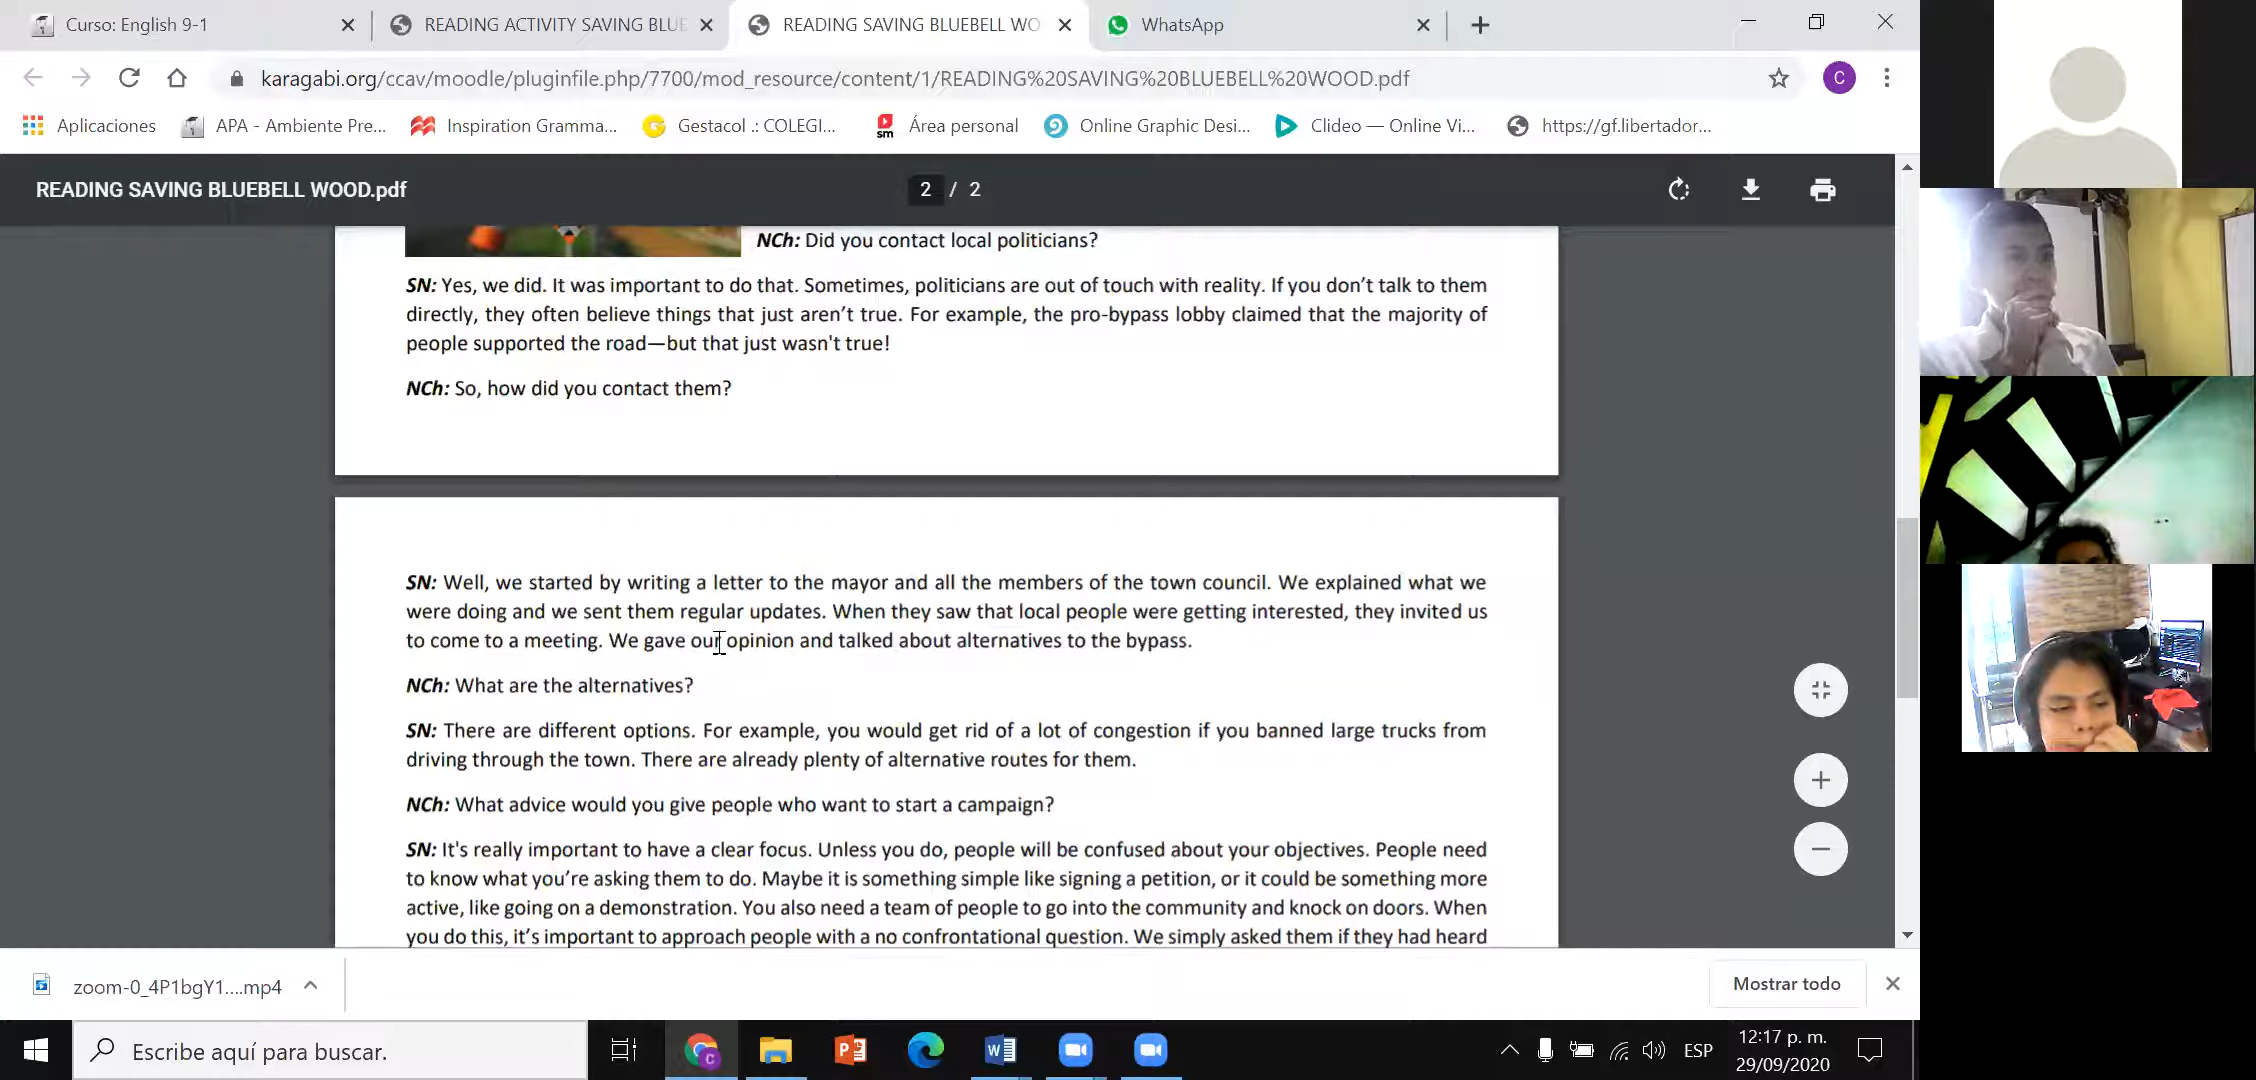 Curso: English 9-1
READING ACTIVITY SAVING BLUE
READING SAVING BLUEBELL WO
WhatsApp
karagabi.org/ccav/moodle/pluginfile.php/7700/mod_resource/content/1/READING%20SAVING%20BLUEBELL%20WOOD.pdf
C
Aplicaciones
APA - Ambiente Pre...
Inspiration Gramma...
Gestacol .: COLEGI...
sm
Área personal
Online Graphic Desi...
Clideo — Online Vi...
https://gf.libertador...
READING SAVING BLUEBELL WOOD.pdf
2 / 2
NCh: Did you contact local politicians?
SN: Yes, we did. It was important to do that. Sometimes, politicians are out of touch with reality. If you don’t talk to them
directly, they often believe things that just aren’t true. For example, the pro-bypass lobby claimed that the majority of
people supported the road—but that just wasn't true!
NCh: So, how did you contact them?
SN: Well, we started by writing a letter to the mayor and all the members of the town council. We explained what we
were doing and we sent them regular updates. When they saw that local people were getting interested, they invited us
to come to a meeting. We gave our opinion and talked about alternatives to the bypass.
NCh: What are the alternatives?
SN: There are different options. For example, you would get rid of a lot of congestion if you banned large trucks from
driving through the town. There are already plenty of alternative routes for them.
NCh: What advice would you give people who want to start a campaign?
SN: It's really important to have a clear focus. Unless you do, people will be confused about your objectives. People need
to know what you’re asking them to do. Maybe it is something simple like signing a petition, or it could be something more
active, like going on a demonstration. You also need a team of people to go into the community and knock on doors. When
you do this, it’s important to approach people with a no confrontational question. We simply asked them if they had heard
zoom-0_4P1bgY1....mp4
Mostrar todo
Escribe aquí para buscar.
ESP
12:17 p. m.
29/09/2020